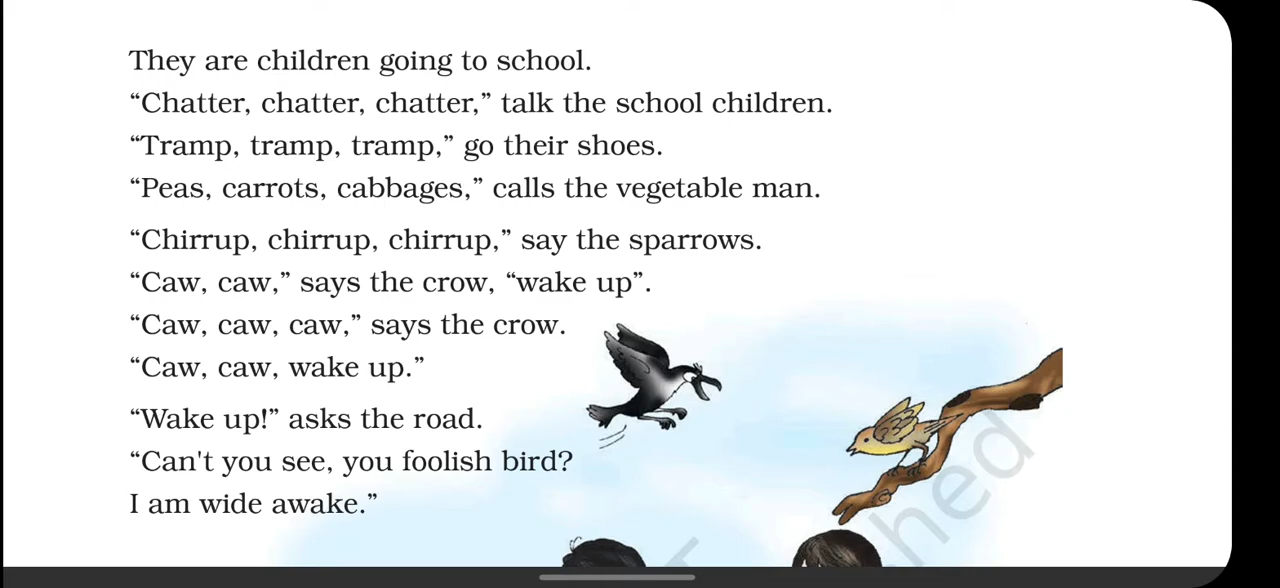 They are children going to school.
“Chatter, chatter, chatter,” talk the school children.
“Tramp, tramp, tramp,” go their shoes.
“Peas, carrots, cabbages,” calls the vegetable man.
“Chirrup, chirrup, chirrup,” say the sparrows.
“Caw, caw,” says the crow, “wake up”.
“Caw, caw, caw,” says the crow.
“Caw, caw, wake up.”
“Wake up!” asks the road.
“Can't you see, you foolish bird?
I am wide awake.”